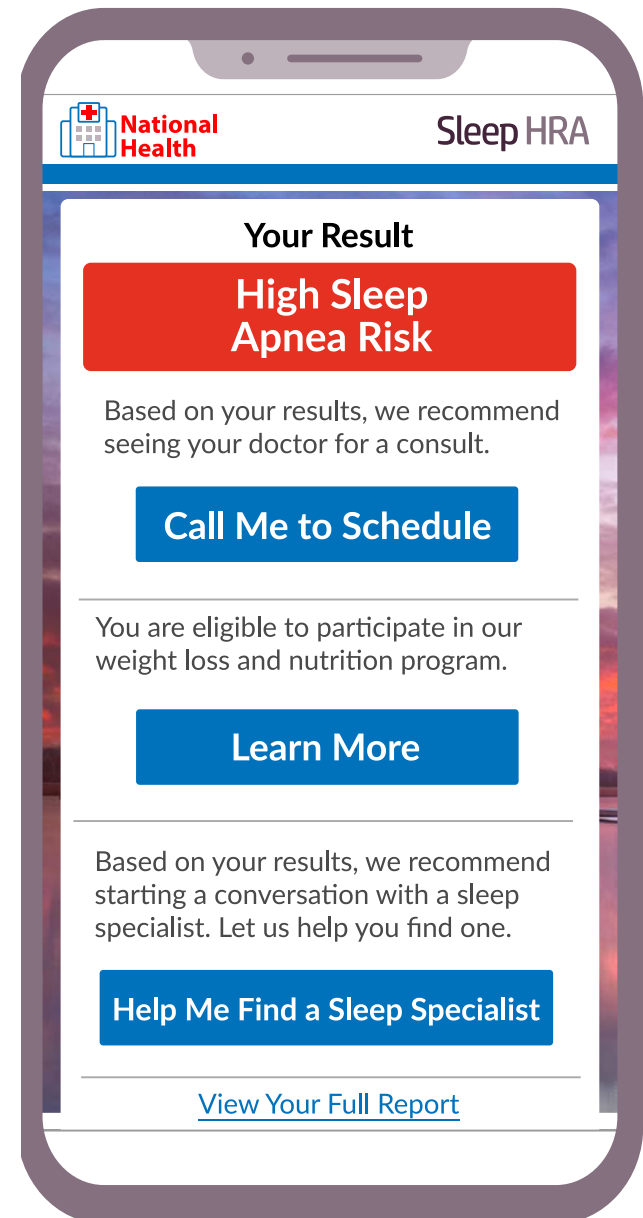 National
Health
Sleep HRA
Your Result
High Sleep
Apnea Risk
Based on your results, we recommend
seeing your doctor for a consult.
Call Me to Schedule
You are eligible to participate in our
weight loss and nutrition program.
Learn More
Based on your results, we recommend
starting a conversation with a sleep
specialist. Let us help you find one.
Help Me Find a Sleep Specialist
View Your Full Report